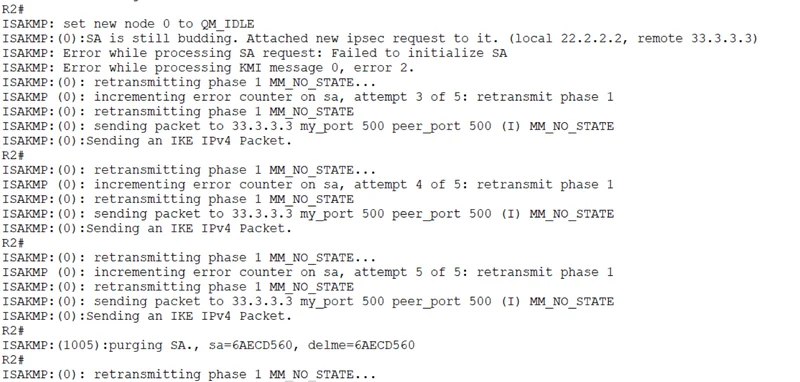 R2#
ISAKMP: set new node 0 to QM_IDLE
ISAKMP:(0):SA is still budding. Attached new ipsec request to it. (local 22.2.2.2, remote 33.3.3.3)
ISAKMP: Error while processing SA request: Failed to initialize SA
ISAKMP: Error while processing KMI message 0, error 2.
ISAKMP:(0): retransmitting phase 1 MM_NO_STATE...
ISAKMP (0): incrementing error counter on sa, attempt 3 of 5: retransmit phase 1
ISAKMP:(0): retransmitting phase 1 MM_NO_STATE
ISAKMP:(0): sending packet to 33.3.3.3 my_port 500 peer_port 500 (I) MM_NO_STATE
ISAKMP:(0):Sending an IKE IPv4 Packet.
R2#
ISAKMP:(0): retransmitting phase 1 MM_NO_STATE...
ISAKMP (0): incrementing error counter on sa, attempt 4 of 5: retransmit phase 1
ISAKMP:(0): retransmitting phase 1 MM_NO_STATE
ISAKMP:(0): sending packet to 33.3.3.3 my_port 500 peer_port 500 (I) MM_NO_STATE
ISAKMP:(0):Sending an IKE IPv4 Packet.
R2#
ISAKMP:(0): retransmitting phase 1 MM_NO_STATE...
ISAKMP (0): incrementing error counter on sa, attempt 5 of 5: retransmit phase 1
ISAKMP:(0): retransmitting phase 1 MM_NO_STATE
ISAKMP:(0): sending packet to 33.3.3.3 my_port 500 peer_port 500 (I) MM_NO_STATE
ISAKMP:(0):Sending an IKE IPv4 Packet.
R2#
ISAKMP:(1005):purging SA., sa=6AECD560, delme=6AECD560
R2#
ISAKMP:(0): retransmitting phase 1 MM_NO_STATE...